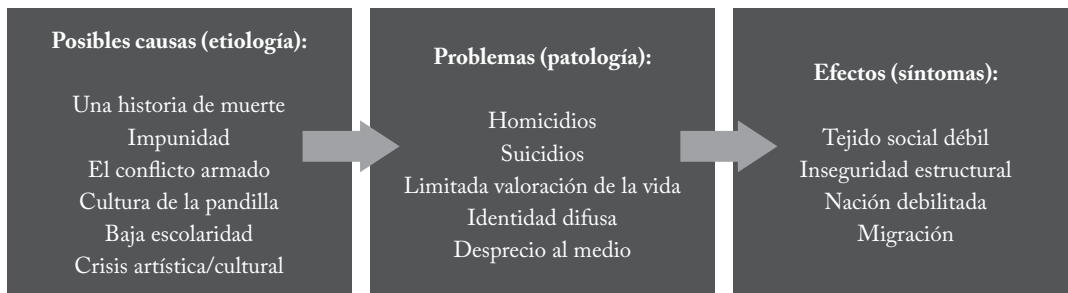 Posibles causas (etiología):
Una historia de muerte
Impunidad
El conflicto armado
Cultura de la pandilla
Baja escolaridad
Crisis artística/cultural
Problemas (patología):
Homicidios
Suicidios
Limitada valoración de la vida
Identidad difusa
Desprecio al medio
Efectos (síntomas):
Tejido social débil
Inseguridad estructural
Nación debilitada
Migración